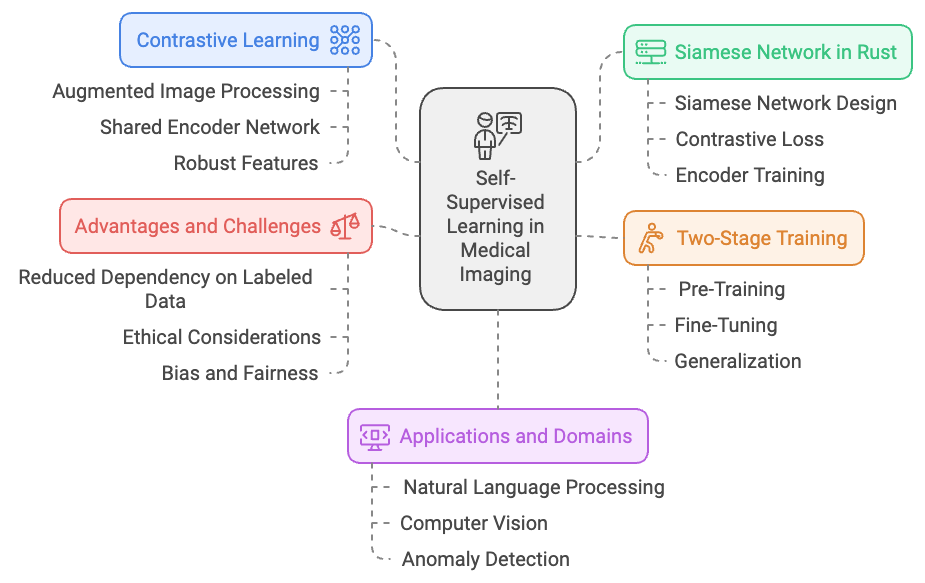 Contrastive Learning
Augmented Image Processing
Shared Encoder Network
Robust Features
Advantages and Challenges
Reduced Dependency on Labeled
Data
Ethical Considerations
Bias and Fairness
Self-
Supervised
Learning in
Medical
Imaging
Siamese Network in Rust
Siamese Network Design
Contrastive Loss
Encoder Training
Two-Stage Training
Pre-Training
Fine-Tuning
Generalization
Applications and Domains
Natural Language Processing
Computer Vision
Anomaly Detection